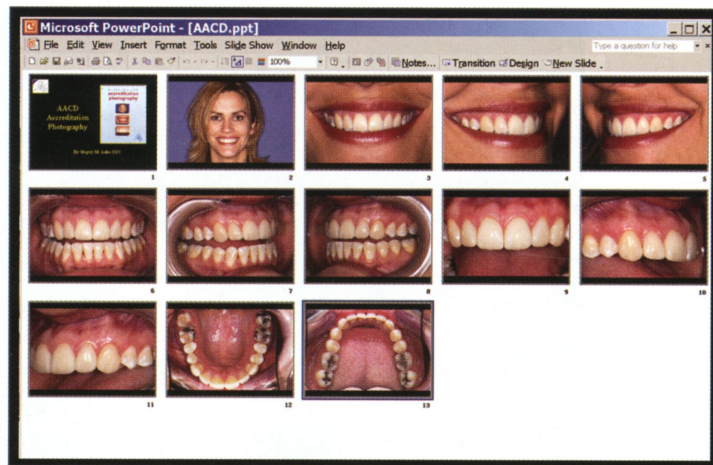 Microsoft PowerPoint - [AACD.ppt]
File Edit View Insert Format Tools Slide Show Window Help
Type a question for help
100%
Notes... Transition Design New Slide
accreditation
photography
AACD
Accreditation
Photography
1
2
3
4
5
6
7
8
9
10
11
12
13